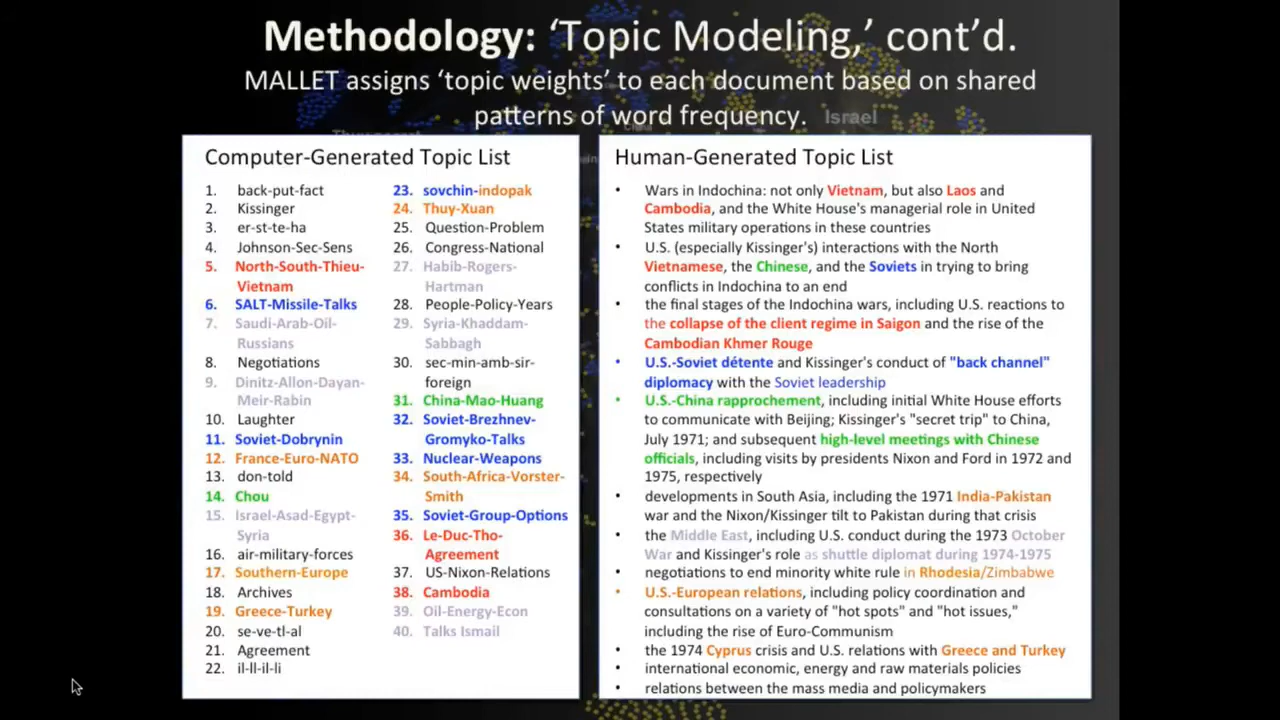 Methodology: ‘Topic Modeling,’ cont’d.
MALLET assigns ‘topic weights’ to each document based on shared
patterns of word frequency.
Israel
Computer-Generated Topic List
1. back-put-fact
2. Kissinger
3. er-st-te-ha
4. Johnson-Sec-Sens
5. North-South-Thieu-
Vietnam
6. SALT-Missile-Talks
7. Saudi-Arab-Oil-
Russians
8. Negotiations
9. Dinitz-Allon-Dayan-
Meir-Rabin
10. Laughter
11. Soviet-Dobrynin
12. France-Euro-NATO
13. don-told
14. Chou
15. Israel-Asad-Egypt-
Syria
16. air-military-forces
17. Southern-Europe
18. Archives
19. Greece-Turkey
20. se-ve-tl-al
21. Agreement
22. il-ll-il-li
23. sovchin-indopak
24. Thuy-Xuan
25. Question-Problem
26. Congress-National
27. Habib-Rogers-
Hartman
28. People-Policy-Years
29. Syria-Khaddam-
Sabbagh
30. sec-min-amb-sir-
foreign
31. China-Mao-Huang
32. Soviet-Brezhnev-
Gromyko-Talks
33. Nuclear-Weapons
34. South-Africa-Vorster-
Smith
35. Soviet-Group-Options
36. Le-Duc-Tho-
Agreement
37. US-Nixon-Relations
38. Cambodia
39. Oil-Energy-Econ
40. Talks Ismail
Human-Generated Topic List
• Wars in Indochina: not only Vietnam, but also Laos and
Cambodia, and the White House's managerial role in United
States military operations in these countries
• U.S. (especially Kissinger's) interactions with the North
Vietnamese, the Chinese, and the Soviets in trying to bring
conflicts in Indochina to an end
• the final stages of the Indochina wars, including U.S. reactions to
the collapse of the client regime in Saigon and the rise of the
Cambodian Khmer Rouge
• U.S.-Soviet détente and Kissinger's conduct of "back channel"
diplomacy with the Soviet leadership
• U.S.-China rapprochement, including initial White House efforts
to communicate with Beijing; Kissinger's "secret trip" to China,
July 1971; and subsequent high-level meetings with Chinese
officials, including visits by presidents Nixon and Ford in 1972 and
1975, respectively
• developments in South Asia, including the 1971 India-Pakistan
war and the Nixon/Kissinger tilt to Pakistan during that crisis
• the Middle East, including U.S. conduct during the 1973 October
War and Kissinger's role as shuttle diplomat during 1974-1975
• negotiations to end minority white rule in Rhodesia/Zimbabwe
• U.S.-European relations, including policy coordination and
consultations on a variety of "hot spots" and "hot issues,"
including the rise of Euro-Communism
• the 1974 Cyprus crisis and U.S. relations with Greece and Turkey
• international economic, energy and raw materials policies
• relations between the mass media and policymakers